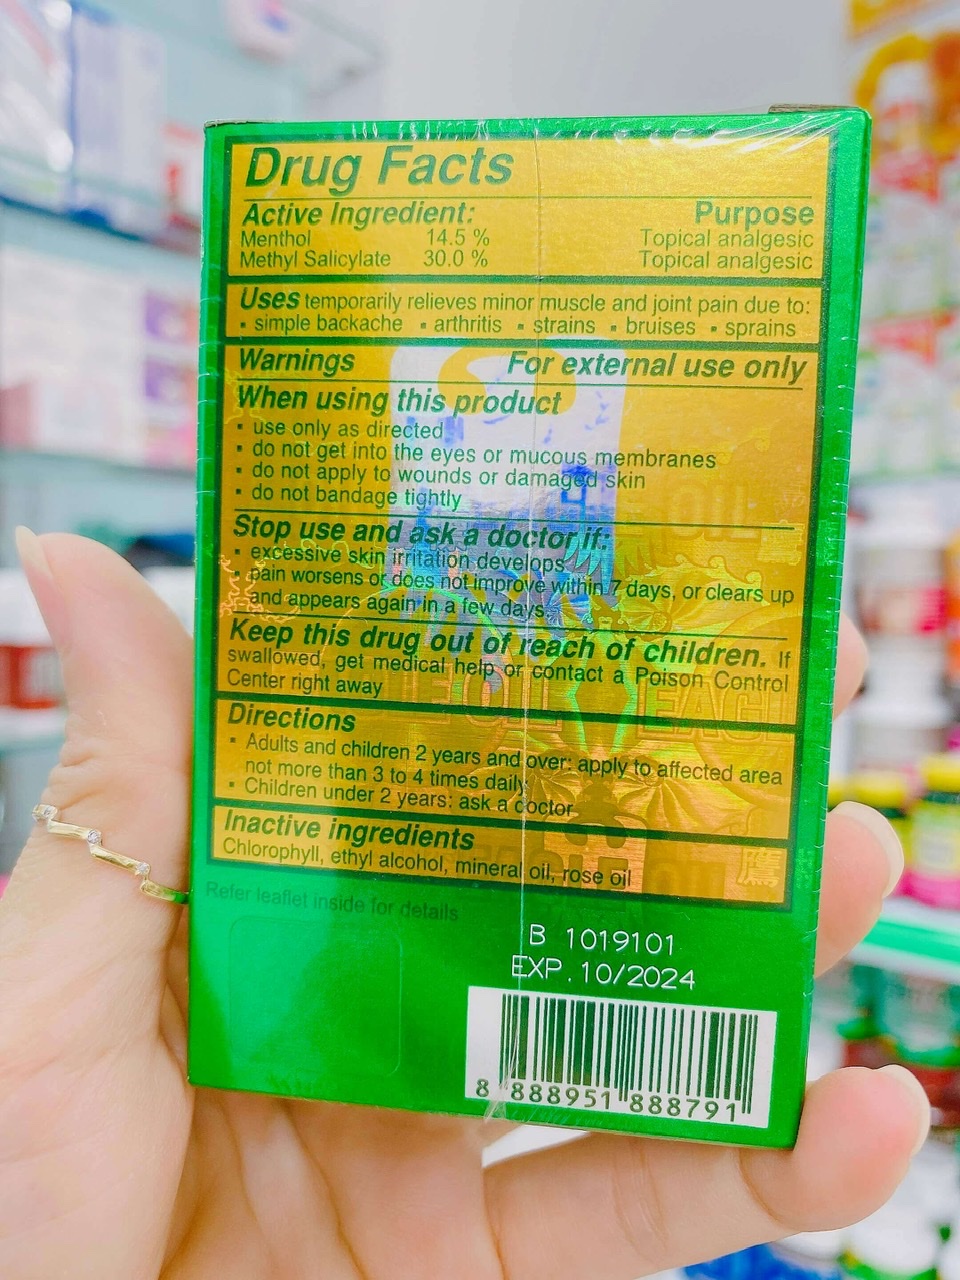 Drug Facts
Active Ingredient: Purpose
Menthol 14.5 % Topical analgesic
Methyl Salicylate 30.0 % Topical analgesic
Uses temporarily relieves minor muscle and joint pain due to:
▪ simple backache ▪ arthritis ▪ strains ▪ bruises ▪ sprains
Warnings For external use only
When using this product
▪ use only as directed
▪ do not get into the eyes or mucous membranes
▪ do not apply to wounds or damaged skin
▪ do not bandage tightly
Stop use and ask a doctor if:
▪ excessive skin irritation develops
▪ pain worsens or does not improve within 7 days, or clears up
and appears again in a few days.
Keep this drug out of reach of children. If
swallowed, get medical help or contact a Poison Control
Center right away
Directions
▪ Adults and children 2 years and over: apply to affected area
not more than 3 to 4 times daily
▪ Children under 2 years: ask a doctor
Inactive ingredients
Chlorophyll, ethyl alcohol, mineral oil, rose oil
Refer leaflet inside for details
B 1019101
EXP. 10/2024
8 888951 888791